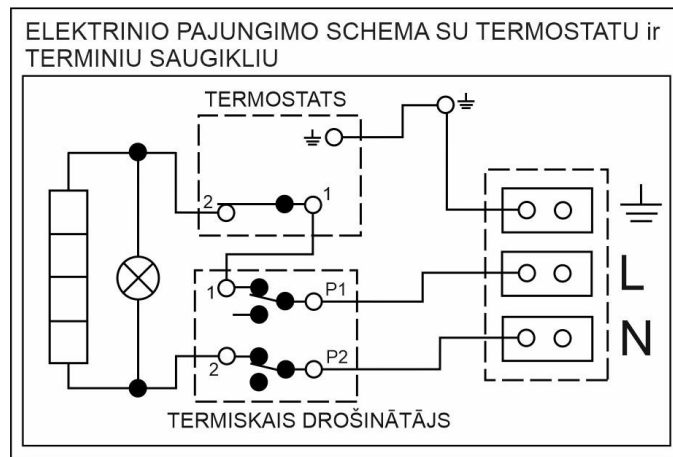 ELEKTRINIO PAJUNGIMO SCHEMA SU TERMOSTATU ir
TERMINIU SAUGIKLIU
TERMOSTATS
2
1
1
P1
L
2
P2
N
TERMISKAIS DROŠINĀTĀJS